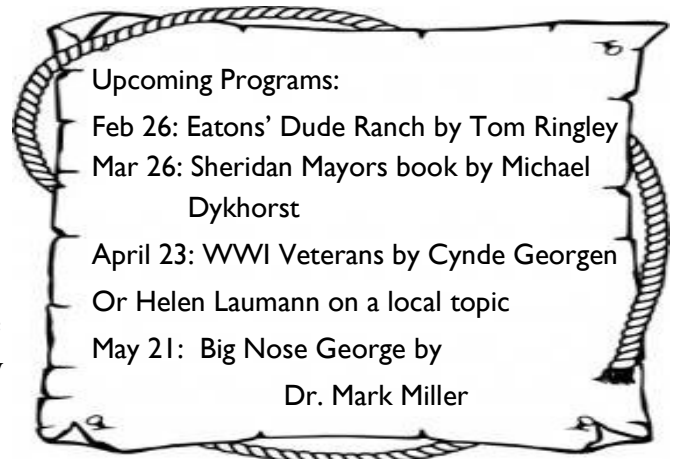 Upcoming Programs:
Feb 26: Eatons’ Dude Ranch by Tom Ringley
Mar 26: Sheridan Mayors book by Michael
Dykhorst
April 23: WWI Veterans by Cynde Georgen
Or Helen Laumann on a local topic
May 21:  Big Nose George by
Dr. Mark Miller